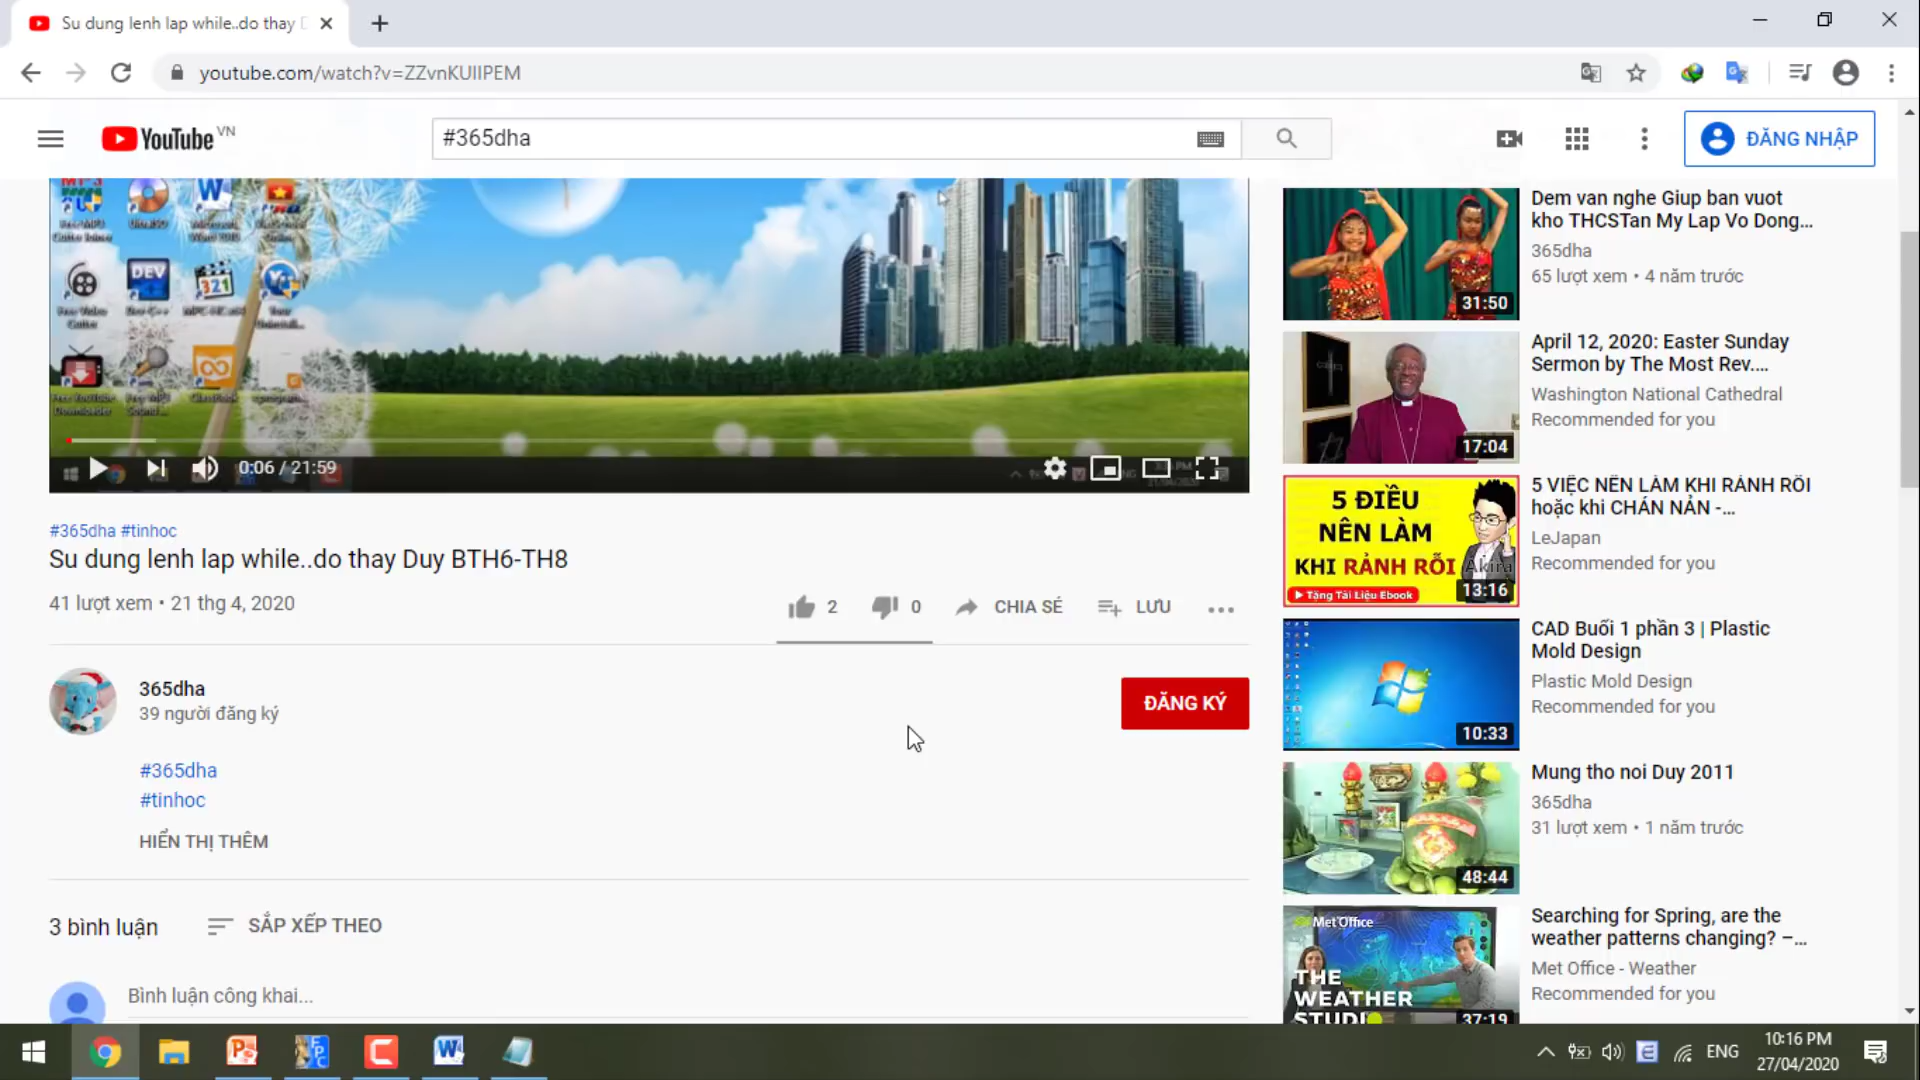 Su dung lenh lap while..do thay D
youtube.com/watch?v=ZZvnKUIIPEM
YouTube VN
#365dha
ĐĂNG NHẬP
UltraISO
DEV
321
Dev-C++
0:06 / 21:59
#365dha #tinhoc
Su dung lenh lap while..do thay Duy BTH6-TH8
41 lượt xem • 21 thg 4, 2020
2
0
CHIA SẺ
LƯU
365dha
39 người đăng ký
ĐĂNG KÝ
#365dha
#tinhoc
HIỂN THỊ THÊM
3 bình luận
SẮP XẾP THEO
Bình luận công khai...
Dem van nghe Giup ban vuot
kho THCSTan My Lap Vo Dong...
365dha
65 lượt xem • 4 năm trước
31:50
April 12, 2020: Easter Sunday
Sermon by The Most Rev....
Washington National Cathedral
Recommended for you
17:04
5 VIỆC NÊN LÀM KHI RẢNH RỖI
hoặc khi CHÁN NẢN -...
LeJapan
Recommended for you
5 ĐIỀU
NÊN LÀM
KHI RẢNH RỖI
Akira
Tặng Tài Liệu Ebook
13:16
CAD Buổi 1 phần 3 | Plastic
Mold Design
Plastic Mold Design
Recommended for you
10:33
Mung tho noi Duy 2011
365dha
31 lượt xem • 1 năm trước
48:44
Searching for Spring, are the
weather patterns changing? –...
Met Office - Weather
Recommended for you
Met Office
THE
WEATHER
STUDIO
37:19
ENG
10:16 PM
27/04/2020